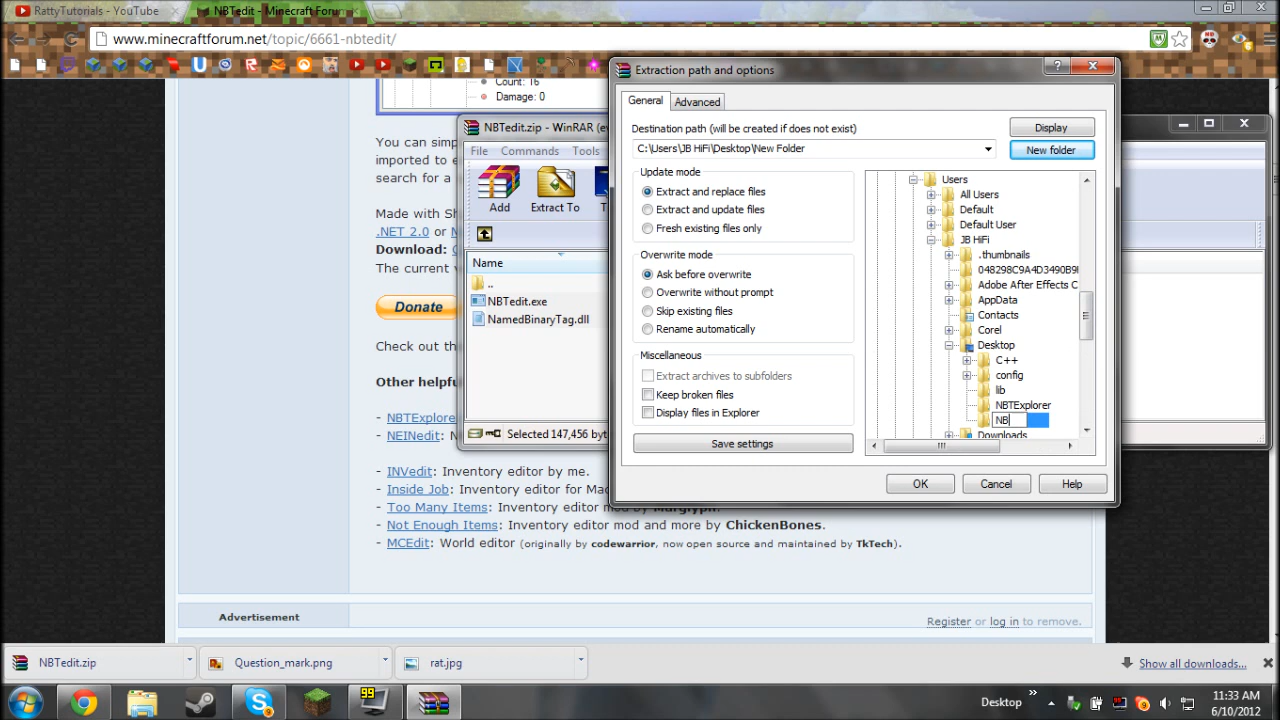 RattyTutorials - YouTube
NBTedit - Minecraft Forum
www.minecraftforum.net/topic/6661-nbtedit/
Count: 16
Damage: 0
You can simp
imported to e
search for a
Made with Sh
.NET 2.0 or
Download:
The current v
Donate
Check out th
Other helpfu
- NBTExplorer
- NEINedit: N
- INVedit: Inventory editor by me.
- Inside Job: Inventory editor for Mac
- Too Many Items: Inventory editor mod by Marglyph.
- Not Enough Items: Inventory editor mod and more by ChickenBones.
- MCEdit: World editor (originally by codewarrior, now open source and maintained by TkTech).
Advertisement
Register or log in to remove.
NBTedit.zip - WinRAR (ev
File Commands Tools
Add Extract To T
Name
..
NBTedit.exe
NamedBinaryTag.dll
Selected 147,456 byt
Extraction path and options
General Advanced
Destination path (will be created if does not exist)
Display
C:\Users\JB HiFi\Desktop\New Folder
New folder
Update mode
Extract and replace files
Extract and update files
Fresh existing files only
Overwrite mode
Ask before overwrite
Overwrite without prompt
Skip existing files
Rename automatically
Miscellaneous
Extract archives to subfolders
Keep broken files
Display files in Explorer
Save settings
Users
All Users
Default
Default User
JB HiFi
.thumbnails
048298C9A4D3490B9
Adobe After Effects C
AppData
Contacts
Corel
Desktop
C++
config
lib
NBTExplorer
NB
Downloads
OK Cancel Help
NBTedit.zip
Question_mark.png
rat.jpg
Show all downloads...
99
9
Desktop
11:33 AM
6/10/2012